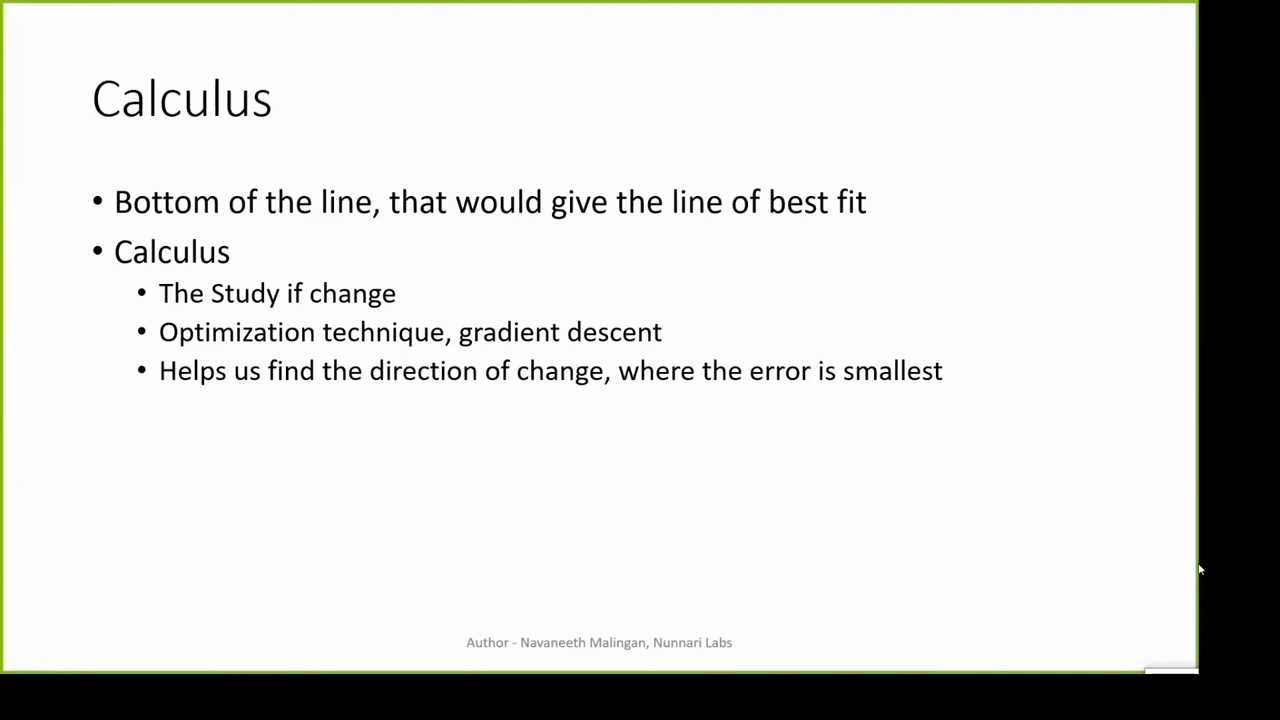 Calculus
• Bottom of the line, that would give the line of best fit
• Calculus
• The Study if change
• Optimization technique, gradient descent
• Helps us find the direction of change, where the error is smallest
Author - Navaneeth Malingan, Nunnari Labs